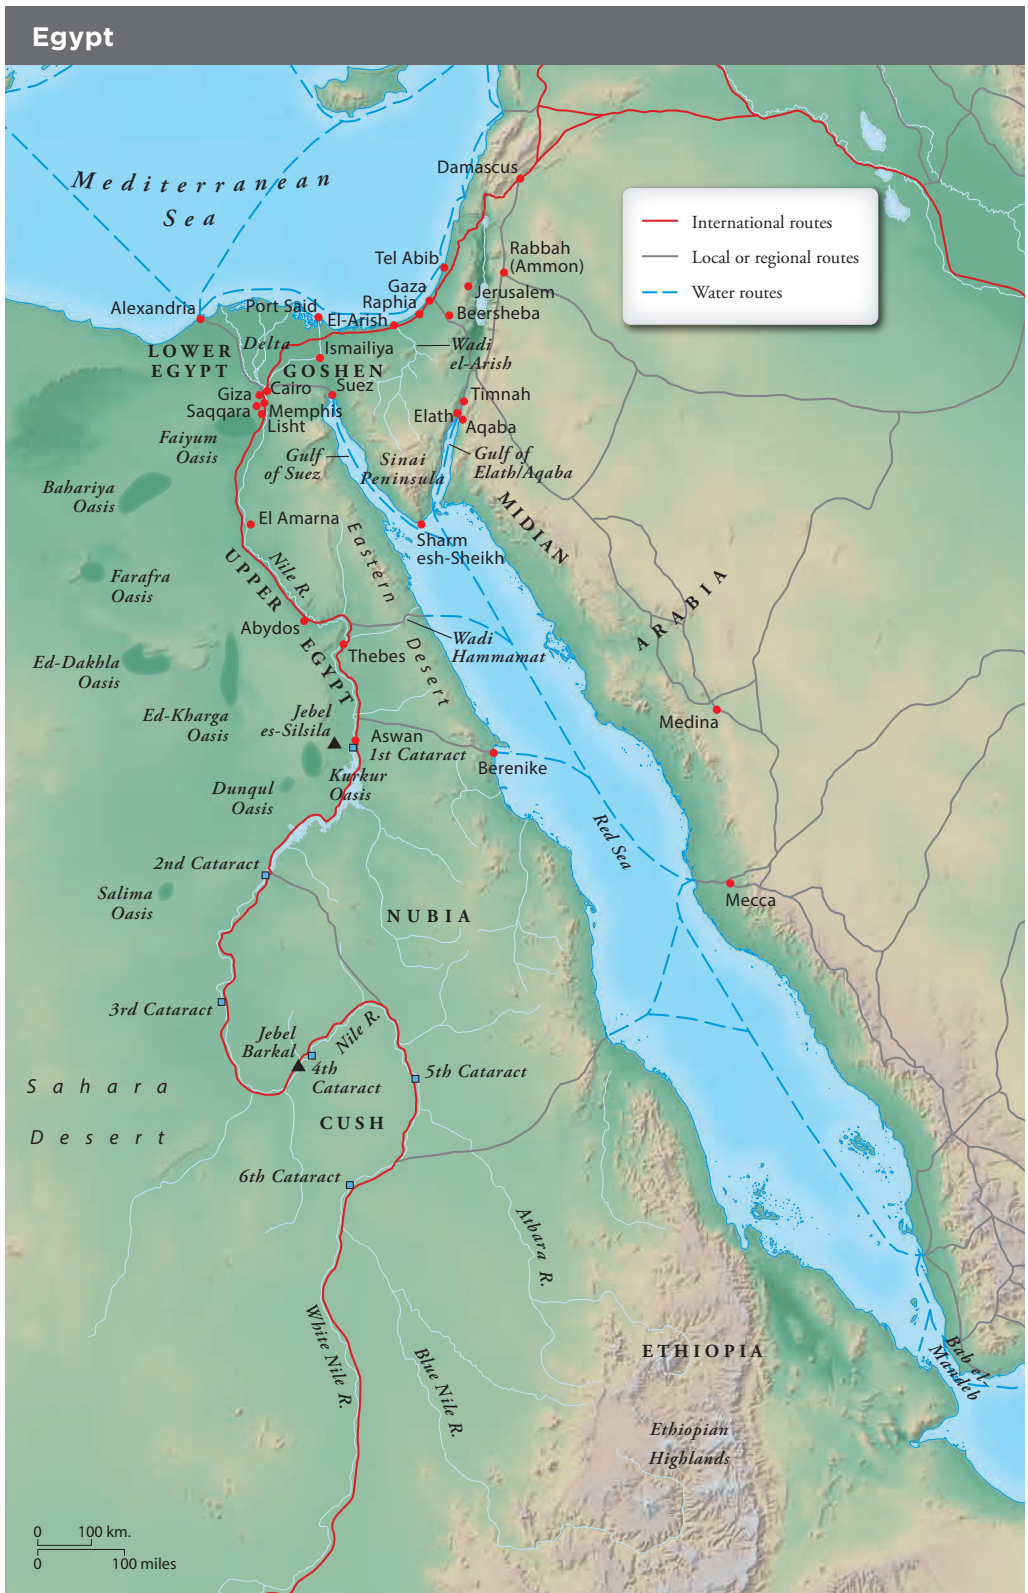 Egypt
Mediterranean
Sea
Damascus
International routes
Local or regional routes
Water routes
Tel Abib
Rabbah
(Ammon)
Gaza
Jerusalem
Raphia
Alexandria
Port Said
El-Arish
Beersheba
Delta
Wadi
el-Arish
LOWER
EGYPT
Ismailiya
GOSHEN
Giza
Cairo
Suez
Timnah
Saqqara
Memphis
Elath
Aqaba
Lisht
Faiyum
Oasis
Gulf
of Suez
Sinai
Peninsula
Gulf of
Elath/Aqaba
Bahariya
Oasis
MIDIAN
El Amarna
Sharm
esh-Sheikh
Eastern
Desert
Nile R.
UPPER
EGYPT
Farafra
Oasis
ARABIA
Abydos
Wadi
Hammamat
Thebes
Ed-Dakhla
Oasis
Ed-Kharga
Oasis
Jebel
es-Silsila
Medina
Aswan
1st Cataract
Berenike
Kurkur
Oasis
Dunqul
Oasis
Red Sea
2nd Cataract
Salima
Oasis
Mecca
NUBIA
3rd Cataract
Jebel
Barkal
Nile R.
4th
Cataract
5th Cataract
Sahara
Desert
CUSH
6th Cataract
Atbara R.
White Nile R.
Blue Nile R.
ETHIOPIA
Bab el-
Mandeb
Ethiopian
Highlands
0 100 km.
0 100 miles